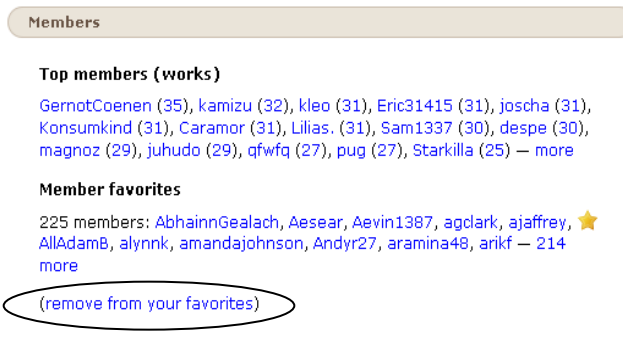 Members
Top members (works)
GernotCoenen (35), kamizu (32), kleo (31), Eric31415 (31), joscha (31),
Konsumkind (31), Caramor (31), Lilias. (31), Sam1337 (30), despe (30),
magnoz (29), juhudo (29), qfwfq (27), pug (27), Starkilla (25) — more
Member favorites
225 members: AbhainnGealach, Aesear, Aevin1387, agclark, ajaffrey,
AllAdamB, alynnk, amandajohnson, Andyr27, aramina48, arikf — 214
more
(remove from your favorites)